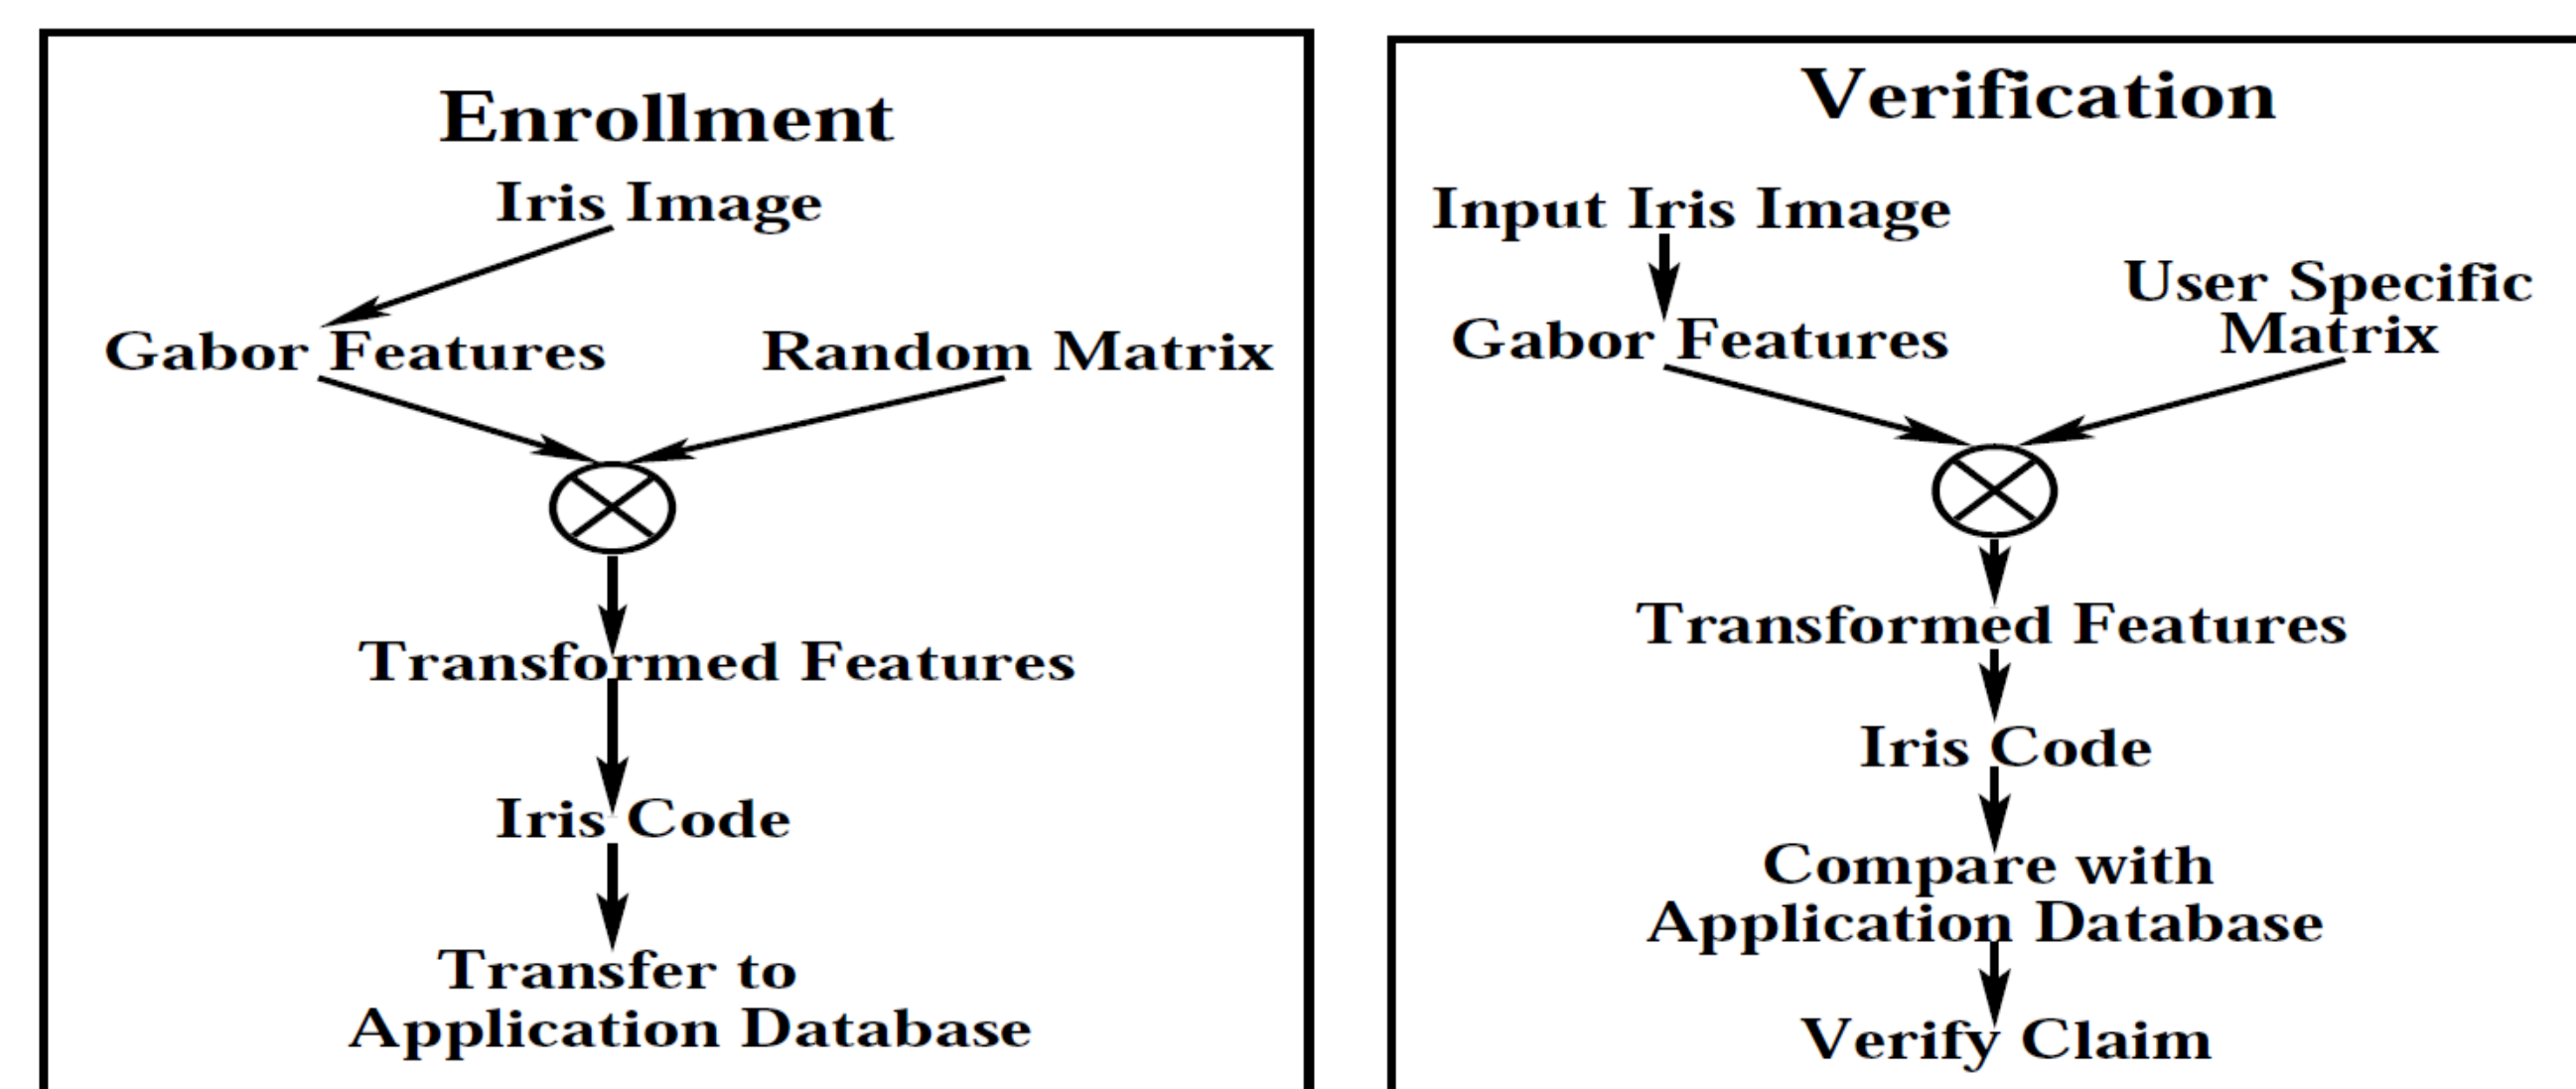 Enrollment
Iris Image
Gabor Features
Random Matrix
Transformed Features
Iris Code
Transfer to
Application Database
Verification
Input Iris Image
User Specific
Matrix
Gabor Features
Transformed Features
Iris Code
Compare with
Application Database
Verify Claim